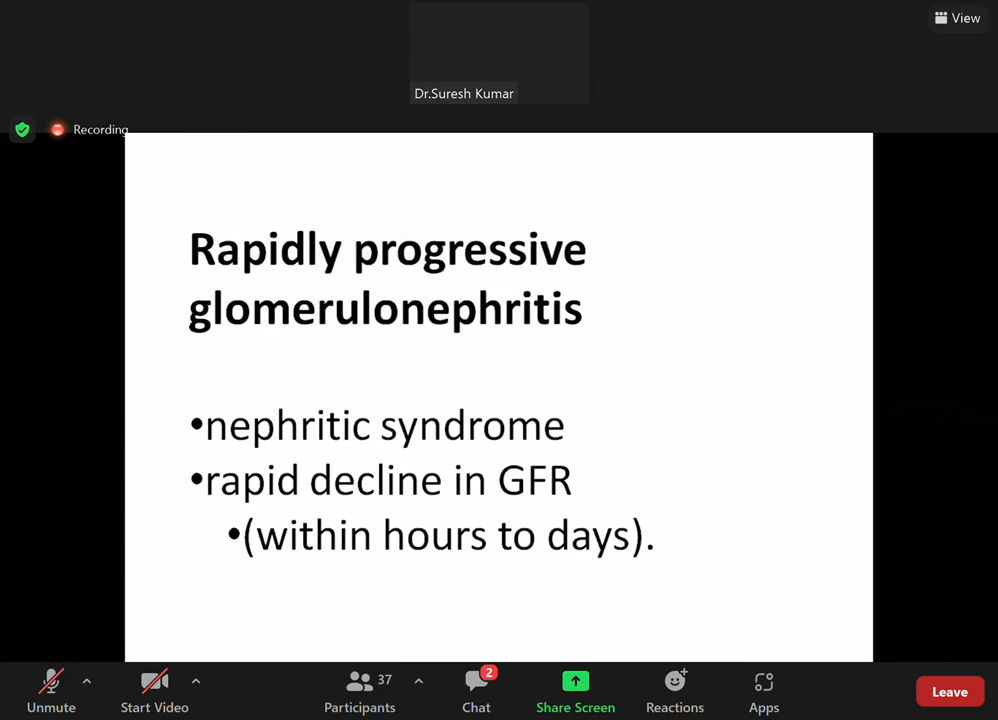 View
Dr.Suresh Kumar
Recording
Rapidly progressive
glomerulonephritis
•nephritic syndrome
•rapid decline in GFR
•(within hours to days).
37
2
Unmute
Start Video
Participants
Chat
Share Screen
Reactions
Apps
Leave